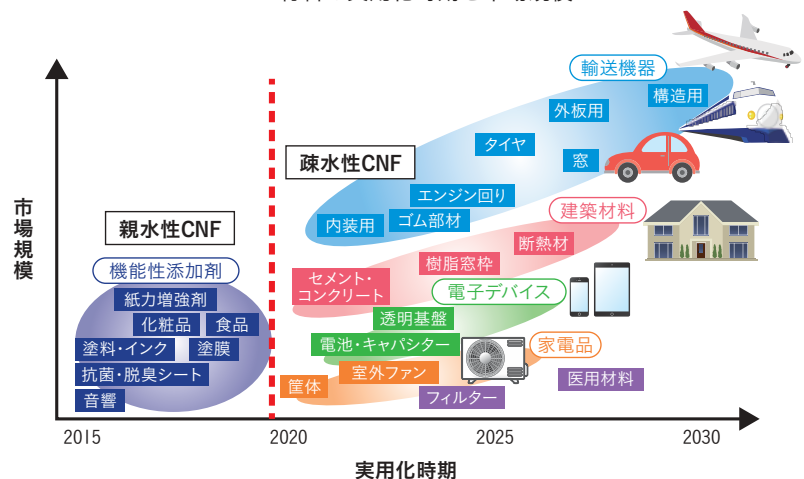 輸送機器
構造用
外板用
タイヤ
窓
疎水性CNF
エンジン回り
内装用
ゴム部材
建築材料
断熱材
樹脂窓枠
セメント・
コンクリート
電子デバイス
透明基盤
電池・キャパシター
家電品
室外ファン
筐体
フィルター
医用材料
市場規模
親水性CNF
機能性添加剤
紙力増強剤
化粧品
食品
塗料・インク
塗膜
抗菌・脱臭シート
音響
2015
2020
2025
2030
実用化時期